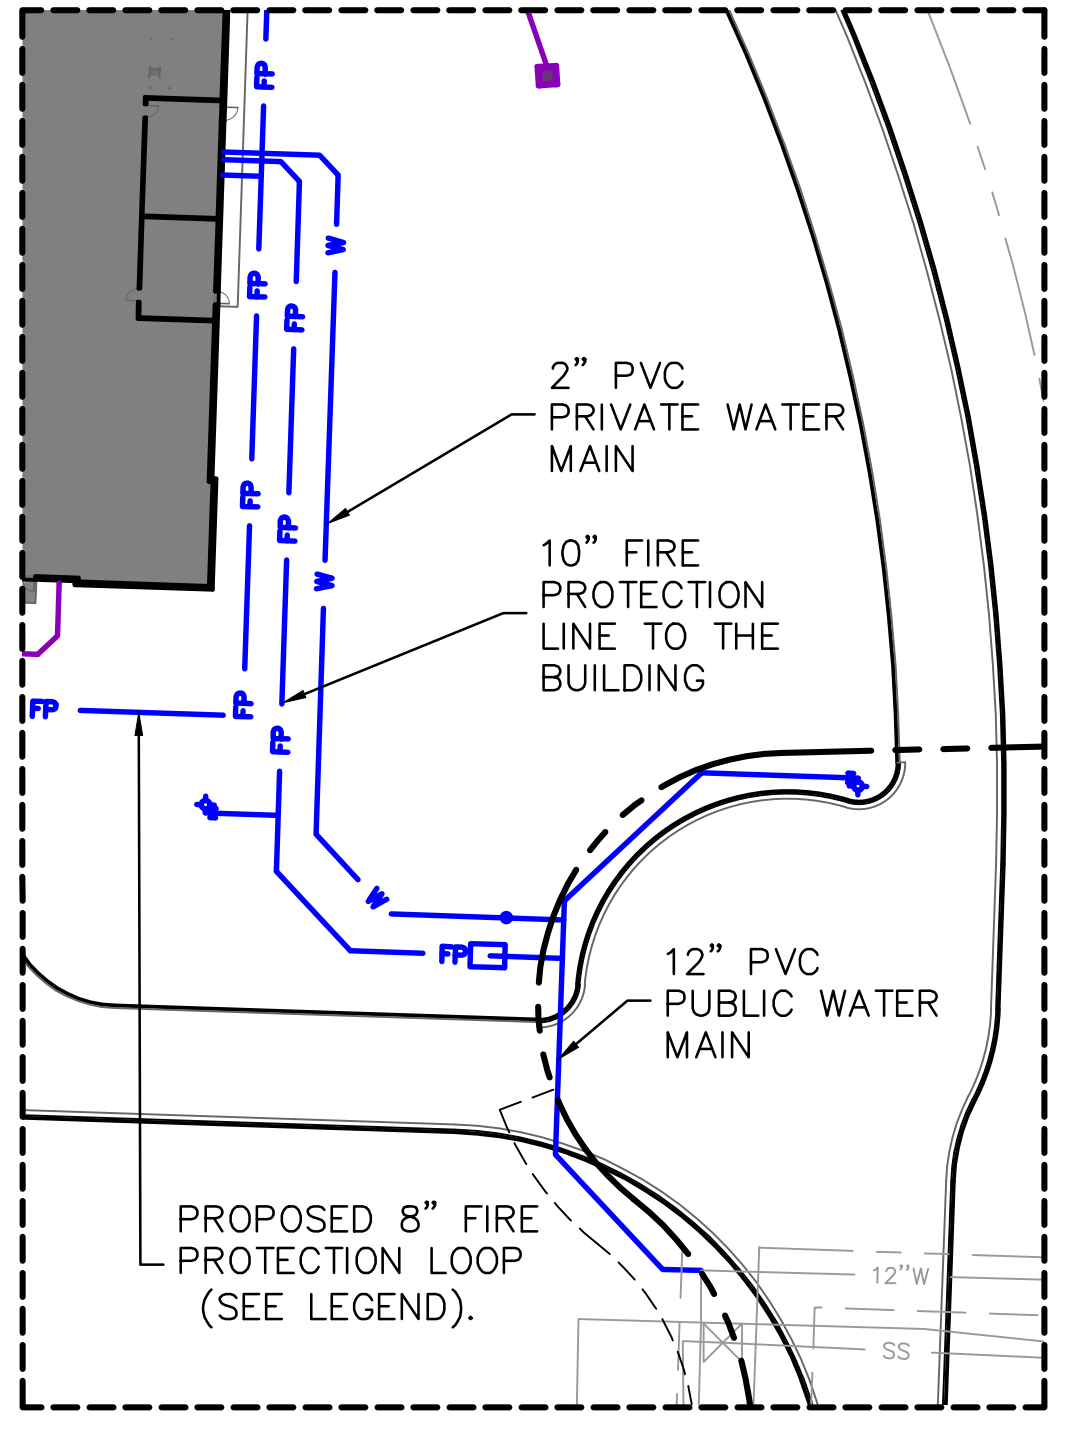 FP
FP
W
FP
2” PVC
PRIVATE WATER
MAIN
FP
FP
10” FIRE
PROTECTION
LINE TO THE
BUILDING
W
FP
FP
FP
W
FP
12” PVC
PUBLIC WATER
MAIN
PROPOSED 8” FIRE
PROTECTION LOOP
(SEE LEGEND).
12”W
SS